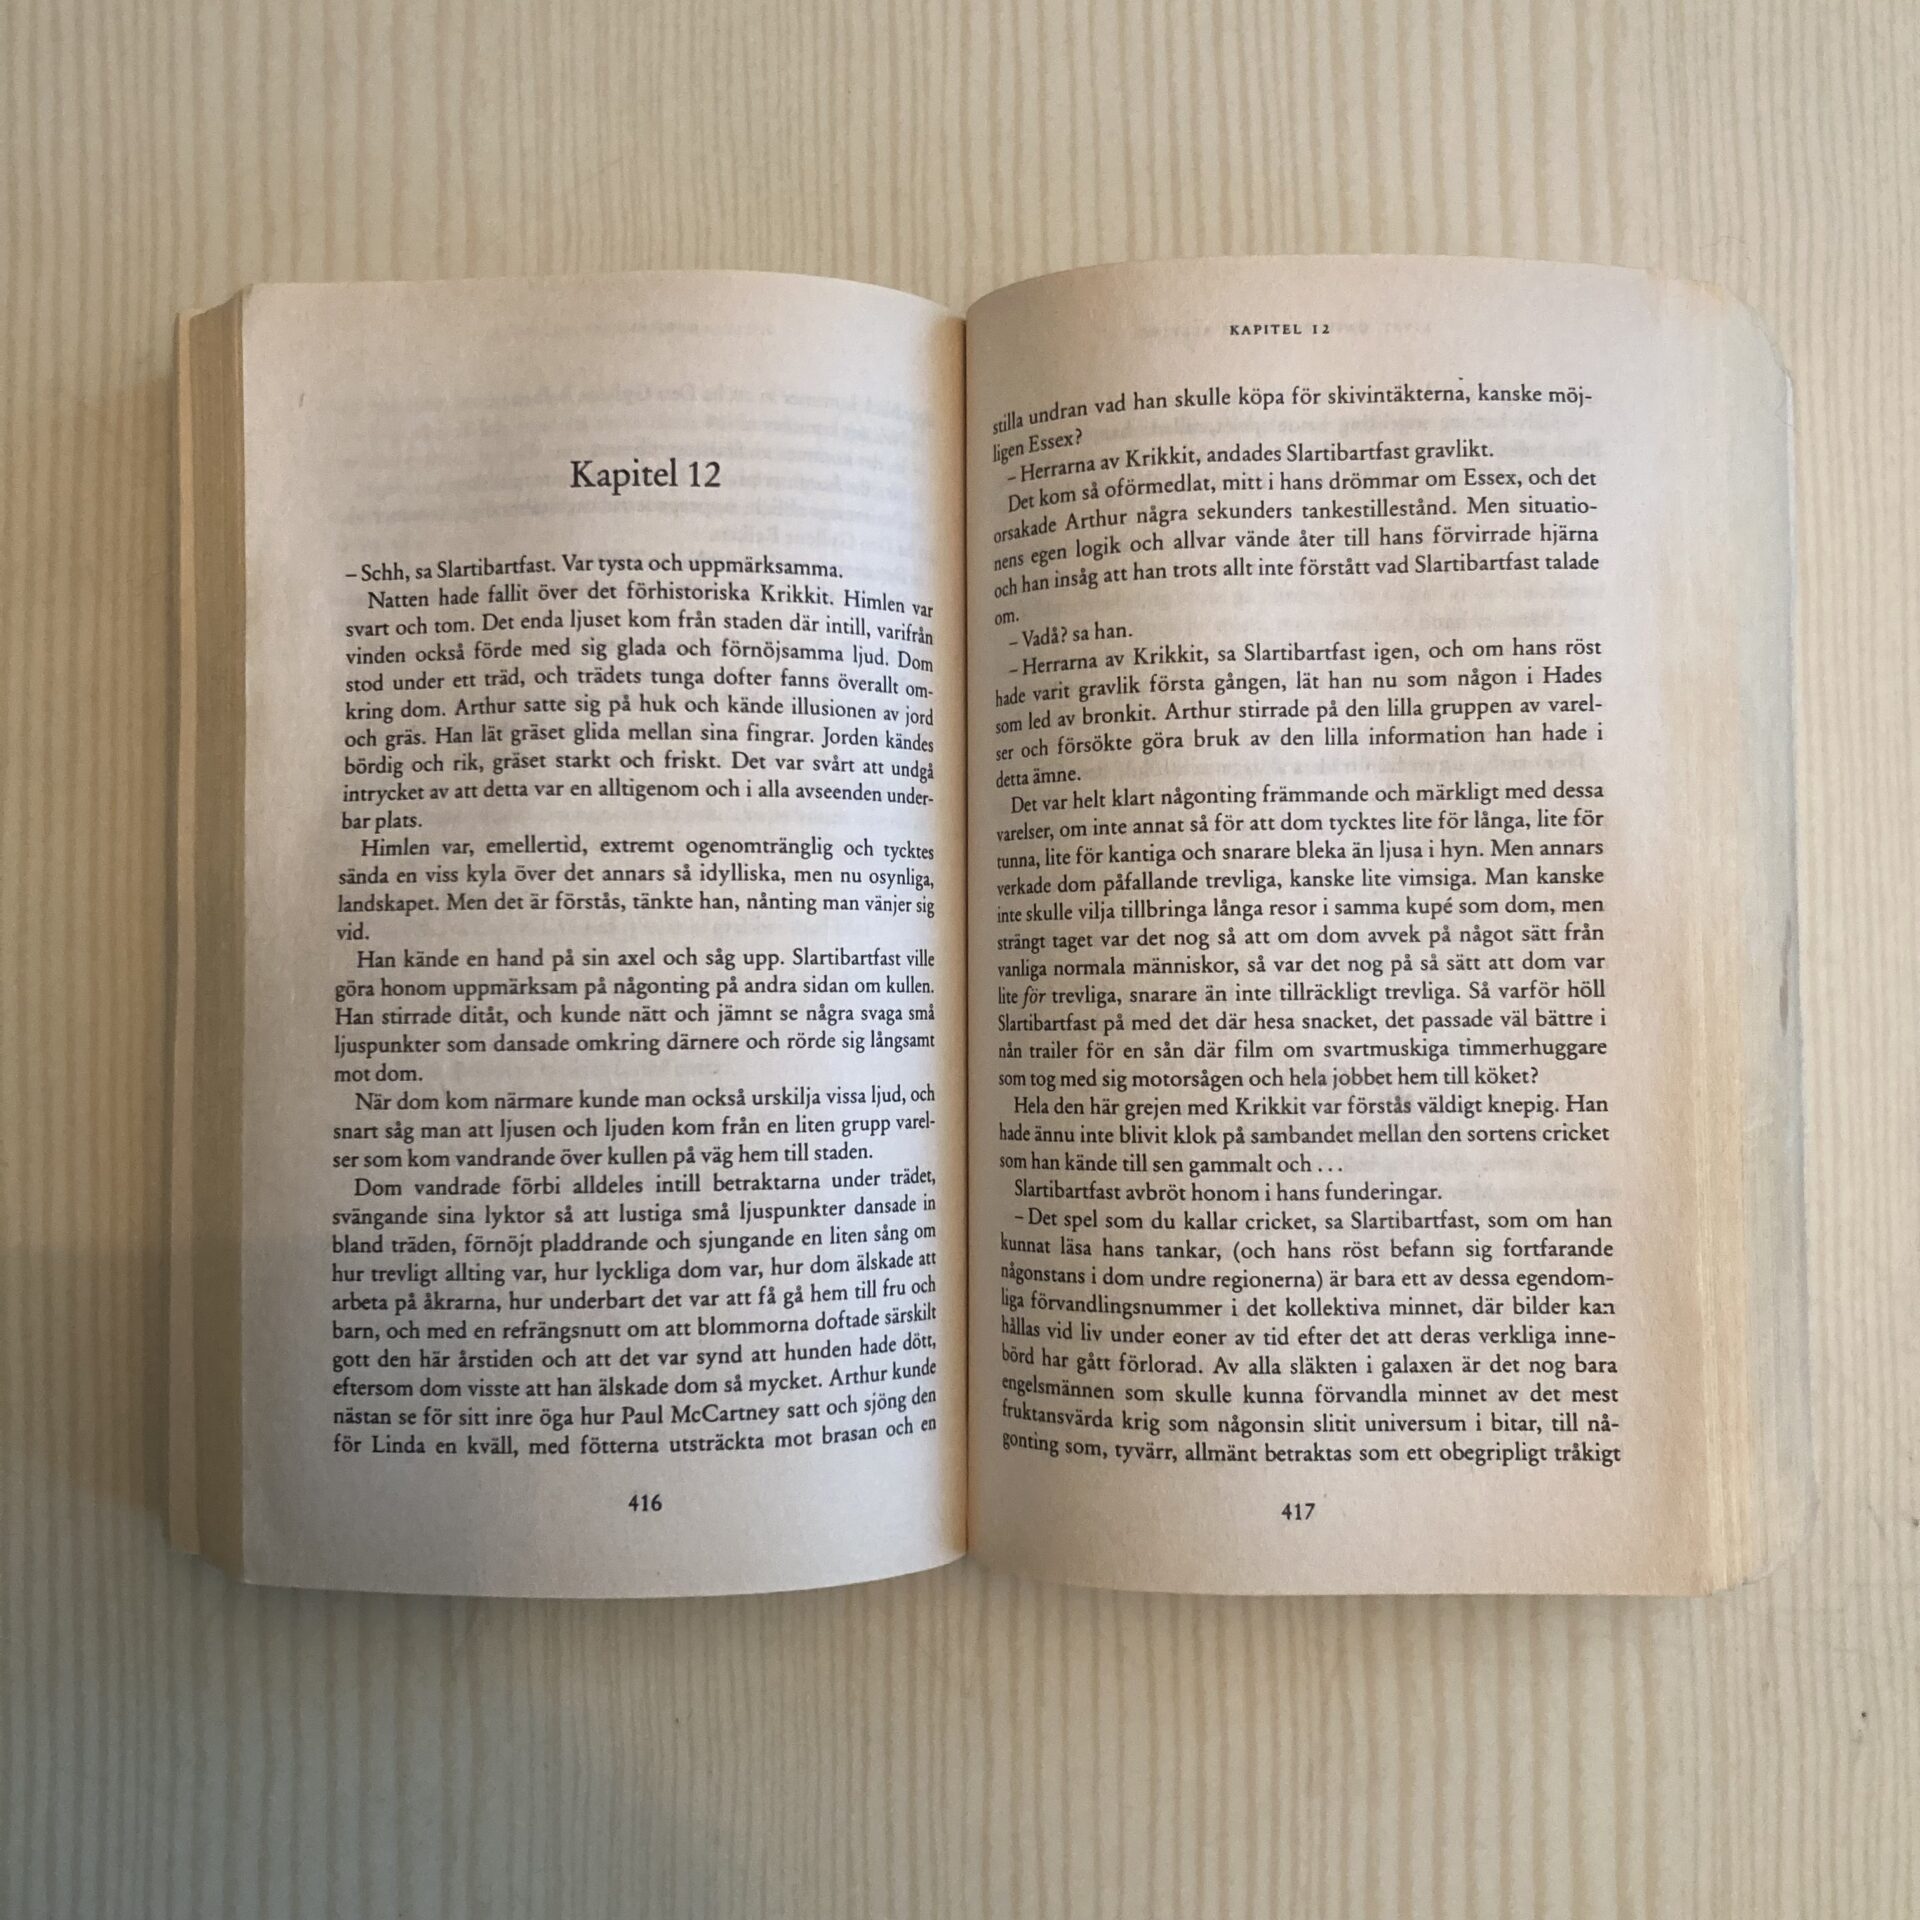 Kapitel 12
– Schh, sa Slartibartfast. Var tysta och uppmärksamma.
Natten hade fallit över det förhistoriska Krikkit. Himlen var
svart och tom. Det enda ljuset kom från staden där intill, varifrån
vinden också förde med sig glada och förnöjsamma ljud. Dom
stod under ett träd, och trädets tunga dofter fanns överallt om-
kring dom. Arthur satte sig på huk och kände illusionen av jord
och gräs. Han lät gräset glida mellan sina fingrar. Jorden kändes
bördig och rik, gräset starkt och friskt. Det var svårt att undgå
intrycket av att detta var en alltigenom och i alla avseenden under-
bar plats.
Himlen var, emellertid, extremt ogenomtränglig och tycktes
sända en viss kyla över det annars så idylliska, men nu osynliga,
landskapet. Men det är förstås, tänkte han, nånting man vänjer sig
vid.
Han kände en hand på sin axel och såg upp. Slartibartfast ville
göra honom uppmärksam på någonting på andra sidan om kullen.
Han stirrade ditåt, och kunde nätt och jämnt se några svaga små
ljuspunkter som dansade omkring därnere och rörde sig långsamt
mot dom.
När dom kom närmare kunde man också urskilja vissa ljud, och
snart såg man att ljusen och ljuden kom från en liten grupp varel-
ser som kom vandrande över kullen på väg hem till staden.
Dom vandrade förbi alldeles intill betraktarna under trädet,
svängande sina lyktor så att lustiga små ljuspunkter dansade in
bland träden, förnöjt pladdrande och sjungande en liten sång om
hur trevligt allting var, hur lyckliga dom var, hur dom älskade att
arbeta på åkrarna, hur underbart det var att få gå hem till fru och
barn, och med en refrängsnutt om att blommorna doftade särskilt
gott den här årstiden och att det var synd att hunden hade dött,
eftersom dom visste att han älskade dom så mycket. Arthur kunde
nästan se för sitt inre öga hur Paul McCartney satt och sjöng den
för Linda en kväll, med fötterna utsträckta mot brasan och en
416
KAPITEL 12
stilla undran vad han skulle köpa för skivintäkterna, kanske möj-
ligen Essex?
– Herrarna av Krikkit, andades Slartibartfast gravlikt.
Det kom så oförmedlat, mitt i hans drömmar om Essex, och det
orsakade Arthur några sekunders tankestillestånd. Men situatio-
nens egen logik och allvar vände åter till hans förvirrade hjärna
och han insåg att han trots allt inte förstått vad Slartibartfast talade
om.
– Vadå? sa han.
– Herrarna av Krikkit, sa Slartibartfast igen, och om hans röst
hade varit gravlik första gången, lät han nu som någon i Hades
som led av bronkit. Arthur stirrade på den lilla gruppen av varel-
ser och försökte göra bruk av den lilla information han hade i
detta ämne.
Det var helt klart någonting främmande och märkligt med dessa
varelser, om inte annat så för att dom tycktes lite för långa, lite för
tunna, lite för kantiga och snarare bleka än ljusa i hyn. Men annars
verkade dom påfallande trevliga, kanske lite vimsiga. Man kanske
inte skulle vilja tillbringa långa resor i samma kupé som dom, men
strängt taget var det nog så att om dom avvek på något sätt från
vanliga normala människor, så var det nog på så sätt att dom var
lite för trevliga, snarare än inte tillräckligt trevliga. Så varför höll
Slartibartfast på med det där hesa snacket, det passade väl bättre i
nån trailer för en sån där film om svartmuskiga timmerhuggare
som tog med sig motorsågen och hela jobbet hem till köket?
Hela den här grejen med Krikkit var förstås väldigt knepig. Han
hade ännu inte blivit klok på sambandet mellan den sortens cricket
som han kände till sen gammalt och . . .
Slartibartfast avbröt honom i hans funderingar.
– Det spel som du kallar cricket, sa Slartibartfast, som om han
kunnat läsa hans tankar, (och hans röst befann sig fortfarande
någonstans i dom undre regionerna) är bara ett av dessa egendom-
liga förvandlingsnummer i det kollektiva minnet, där bilder kan
hållas vid liv under eoner av tid efter det att deras verkliga inne-
börd har gått förlorad. Av alla släkten i galaxen är det nog bara
engelsmännen som skulle kunna förvandla minnet av det mest
fruktansvärda krig som någonsin slitit universum i bitar, till nå-
gonting som, tyvärr, allmänt betraktas som ett obegripligt tråkigt
417